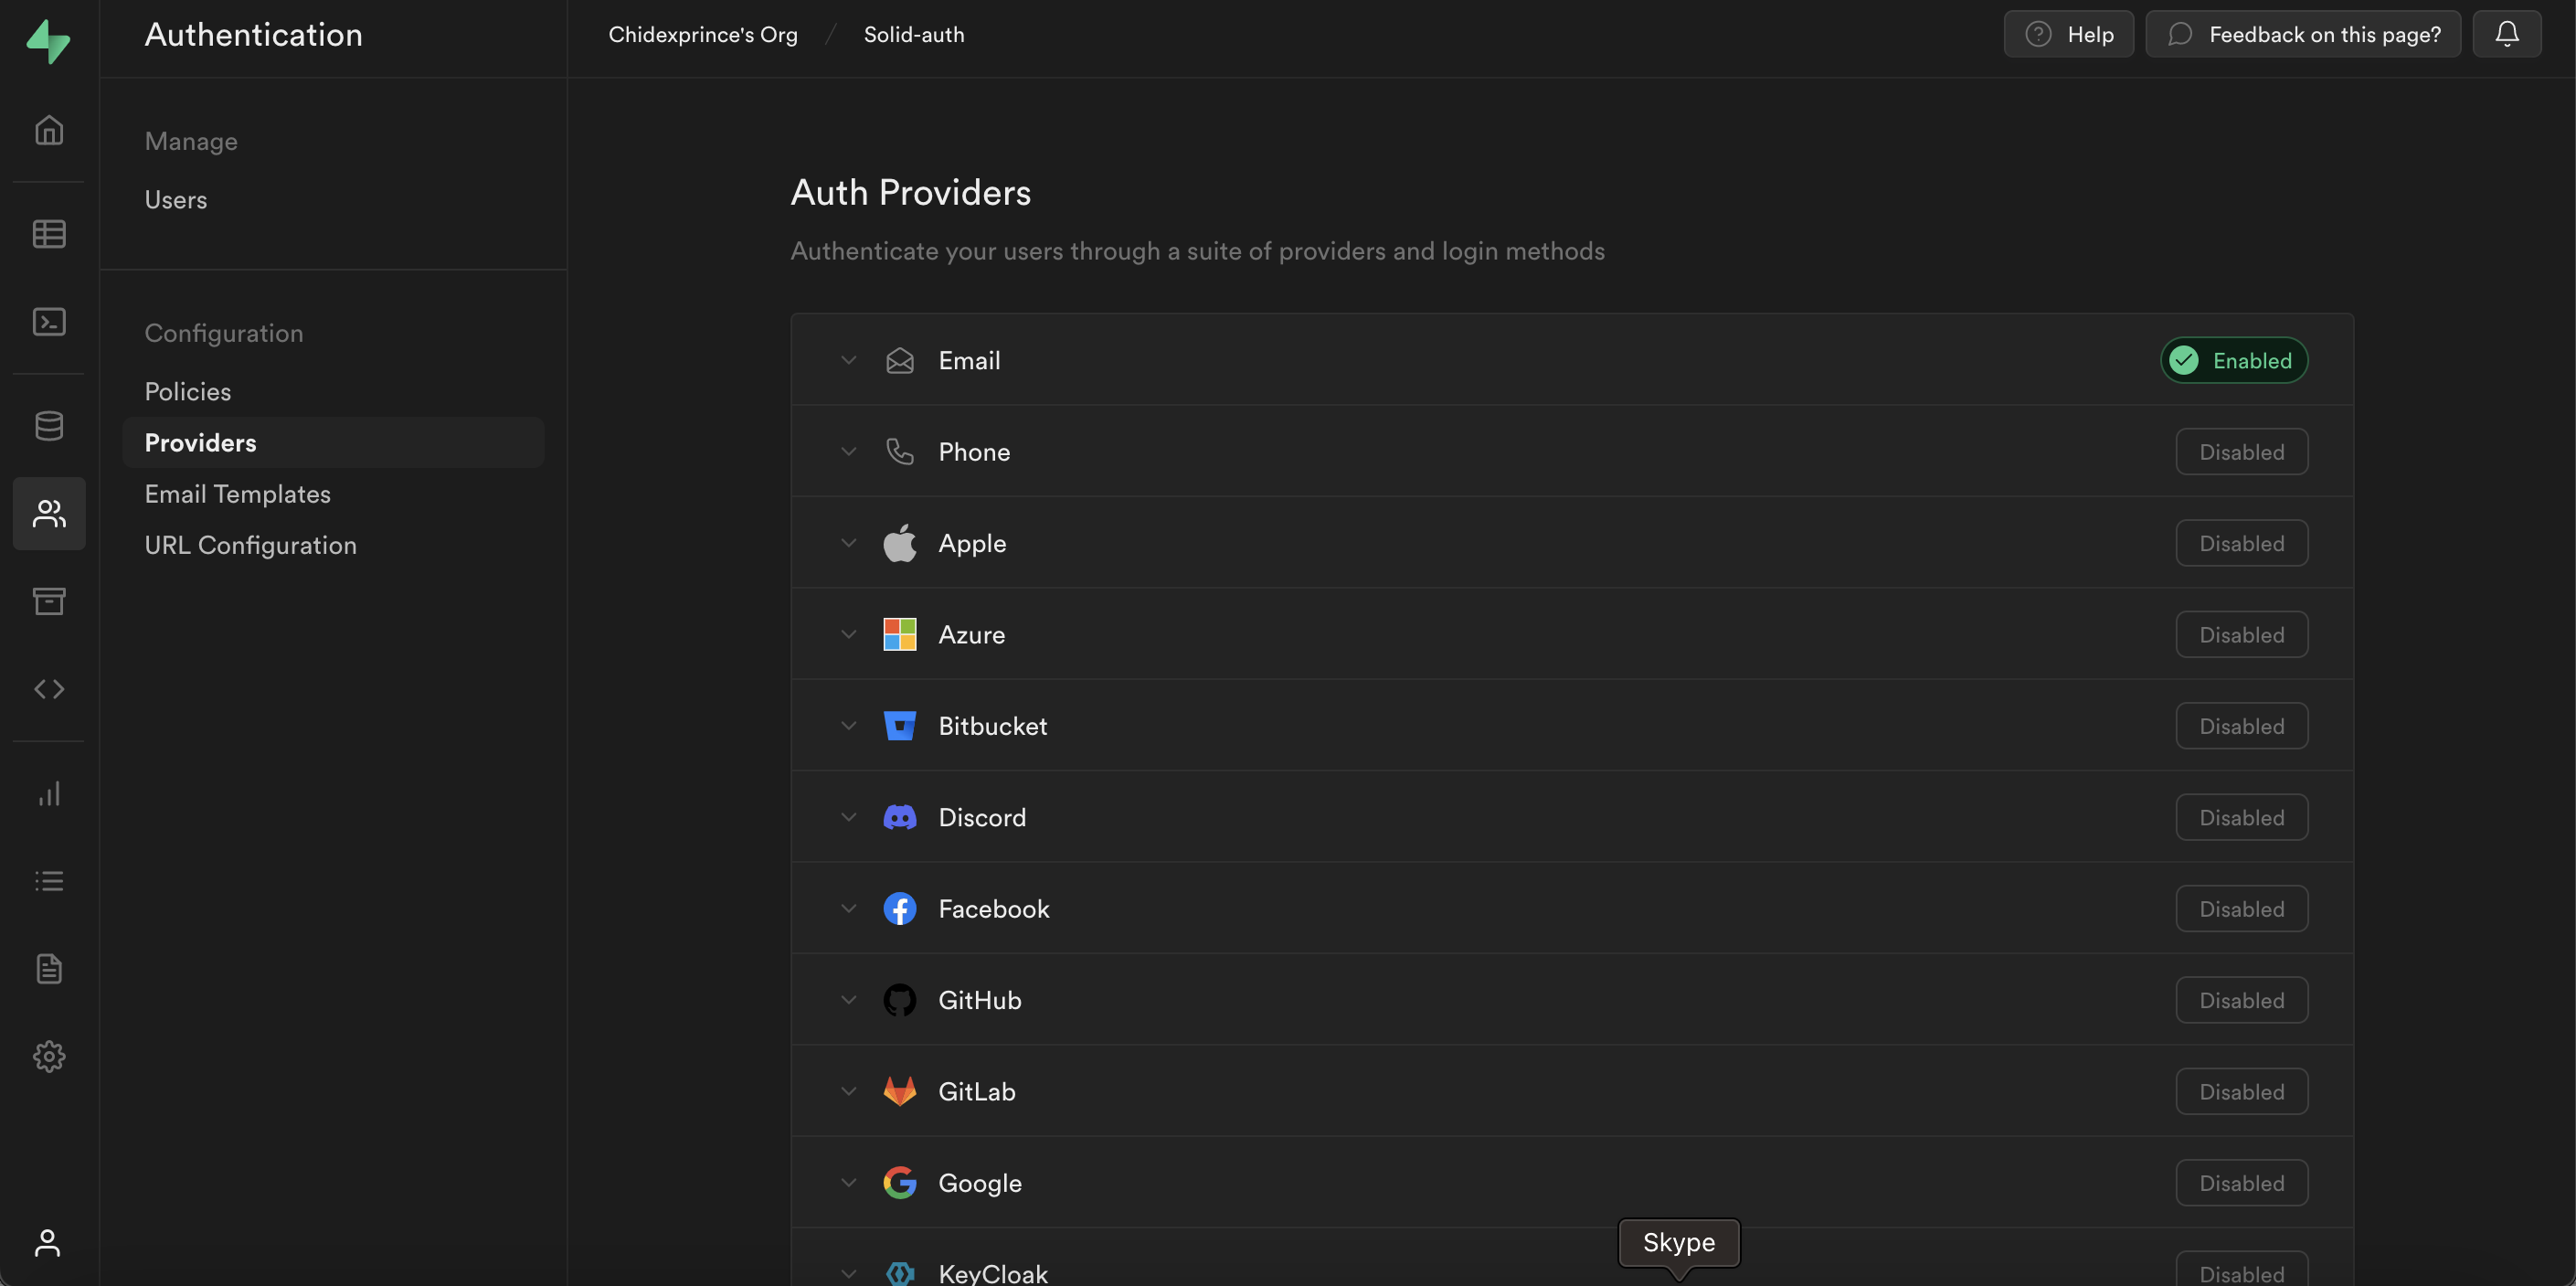 Authentication
Chidexprince's Org / Solid-auth
Help
Feedback on this page?
Manage
Users
Configuration
Policies
Providers
Email Templates
URL Configuration
Auth Providers
Authenticate your users through a suite of providers and login methods
Email Enabled
Phone Disabled
Apple Disabled
Azure Disabled
Bitbucket Disabled
Discord Disabled
Facebook Disabled
GitHub Disabled
GitLab Disabled
Google Disabled
Skype
KeyCloak Disabled